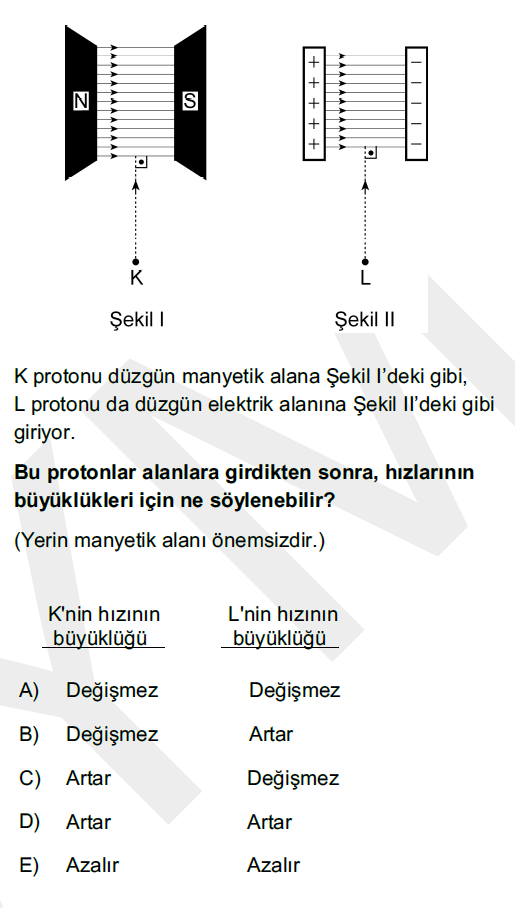 N S
+ −
+ −
+ −
+ −
+ −
K L
Şekil I Şekil II
K protonu düzgün manyetik alana Şekil I’deki gibi,
L protonu da düzgün elektrik alanına Şekil II’deki gibi
giriyor.
Bu protonlar alanlara girdikten sonra, hızlarının
büyüklükleri için ne söylenebilir?
(Yerin manyetik alanı önemsizdir.)
K'nin hızının L'nin hızının
büyüklüğü büyüklüğü
A) Değişmez Değişmez
B) Değişmez Artar
C) Artar Değişmez
D) Artar Artar
E) Azalır Azalır